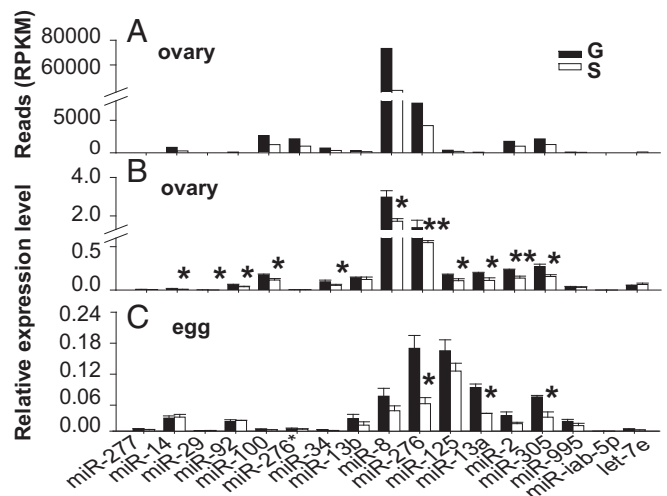 A ovary
Reads (RPKM)
80000
60000
5000
0
G
S
B ovary
Relative expression level
4.0
2.0
0.5
0.0
* * * * * ** * * ** *
C egg
0.24
0.18
0.12
0.06
0.00
* * *
miR-277
miR-14
miR-29
miR-92
miR-100
miR-276*
miR-34
miR-13b
miR-8
miR-276
miR-125
miR-13a
miR-2
miR-305
miR-995
miR-iab-5p
let-7e